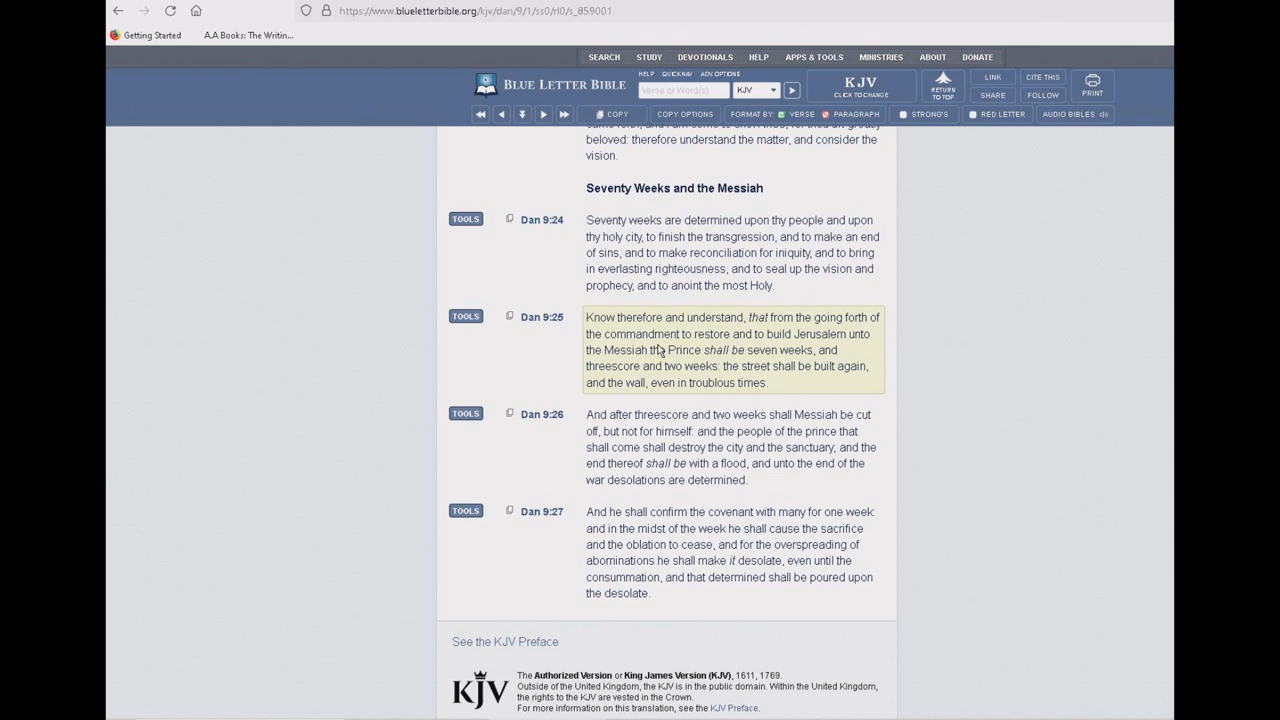 https://www.blueletterbible.org/kjv/dan/9/1/ss0/rl0/s_859001
Getting Started
A,A Books: The Writin...
SEARCH STUDY DEVOTIONALS HELP APPS & TOOLS MINISTRIES ABOUT DONATE
BLUE LETTER BIBLE
HELP QUICKNAV ADV OPTIONS
Verse or Word(s)
KJV
KJV
CLICK TO CHANGE
RETURN
TO TOP
LINK
CITE THIS
SHARE
FOLLOW
PRINT
COPY COPY OPTIONS FORMAT BY: VERSE PARAGRAPH STRONG'S RED LETTER AUDIO BIBLES
beloved: therefore understand the matter, and consider the
vision.
Seventy Weeks and the Messiah
TOOLS Dan 9:24 Seventy weeks are determined upon thy people and upon
thy holy city, to finish the transgression, and to make an end
of sins, and to make reconciliation for iniquity, and to bring
in everlasting righteousness, and to seal up the vision and
prophecy, and to anoint the most Holy.
TOOLS Dan 9:25 Know therefore and understand, that from the going forth of
the commandment to restore and to build Jerusalem unto
the Messiah the Prince shall be seven weeks, and
threescore and two weeks: the street shall be built again,
and the wall, even in troublous times.
TOOLS Dan 9:26 And after threescore and two weeks shall Messiah be cut
off, but not for himself: and the people of the prince that
shall come shall destroy the city and the sanctuary; and the
end thereof shall be with a flood, and unto the end of the
war desolations are determined.
TOOLS Dan 9:27 And he shall confirm the covenant with many for one week:
and in the midst of the week he shall cause the sacrifice
and the oblation to cease, and for the overspreading of
abominations he shall make it desolate, even until the
consummation, and that determined shall be poured upon
the desolate.
See the KJV Preface
KJV
The Authorized Version or King James Version (KJV), 1611, 1769.
Outside of the United Kingdom, the KJV is in the public domain. Within the United Kingdom,
the rights to the KJV are vested in the Crown.
For more information on this translation, see the KJV Preface.